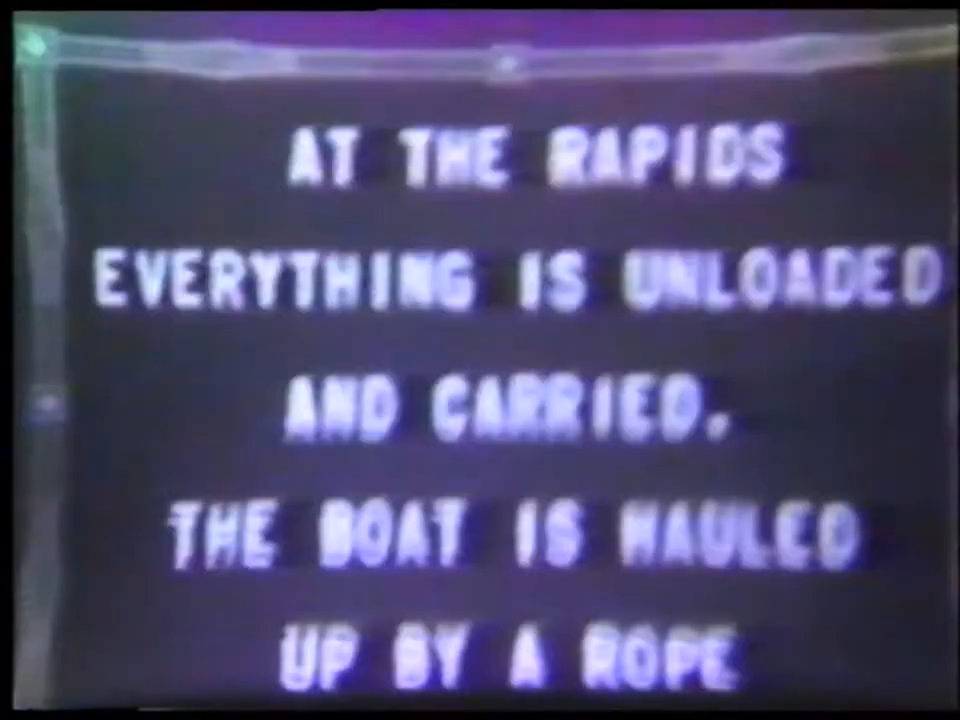 AT THE RAPIDS
EVERYTHING IS UNLOADED
AND CARRIED.
THE BOAT IS HAULED
UP BY A ROPE